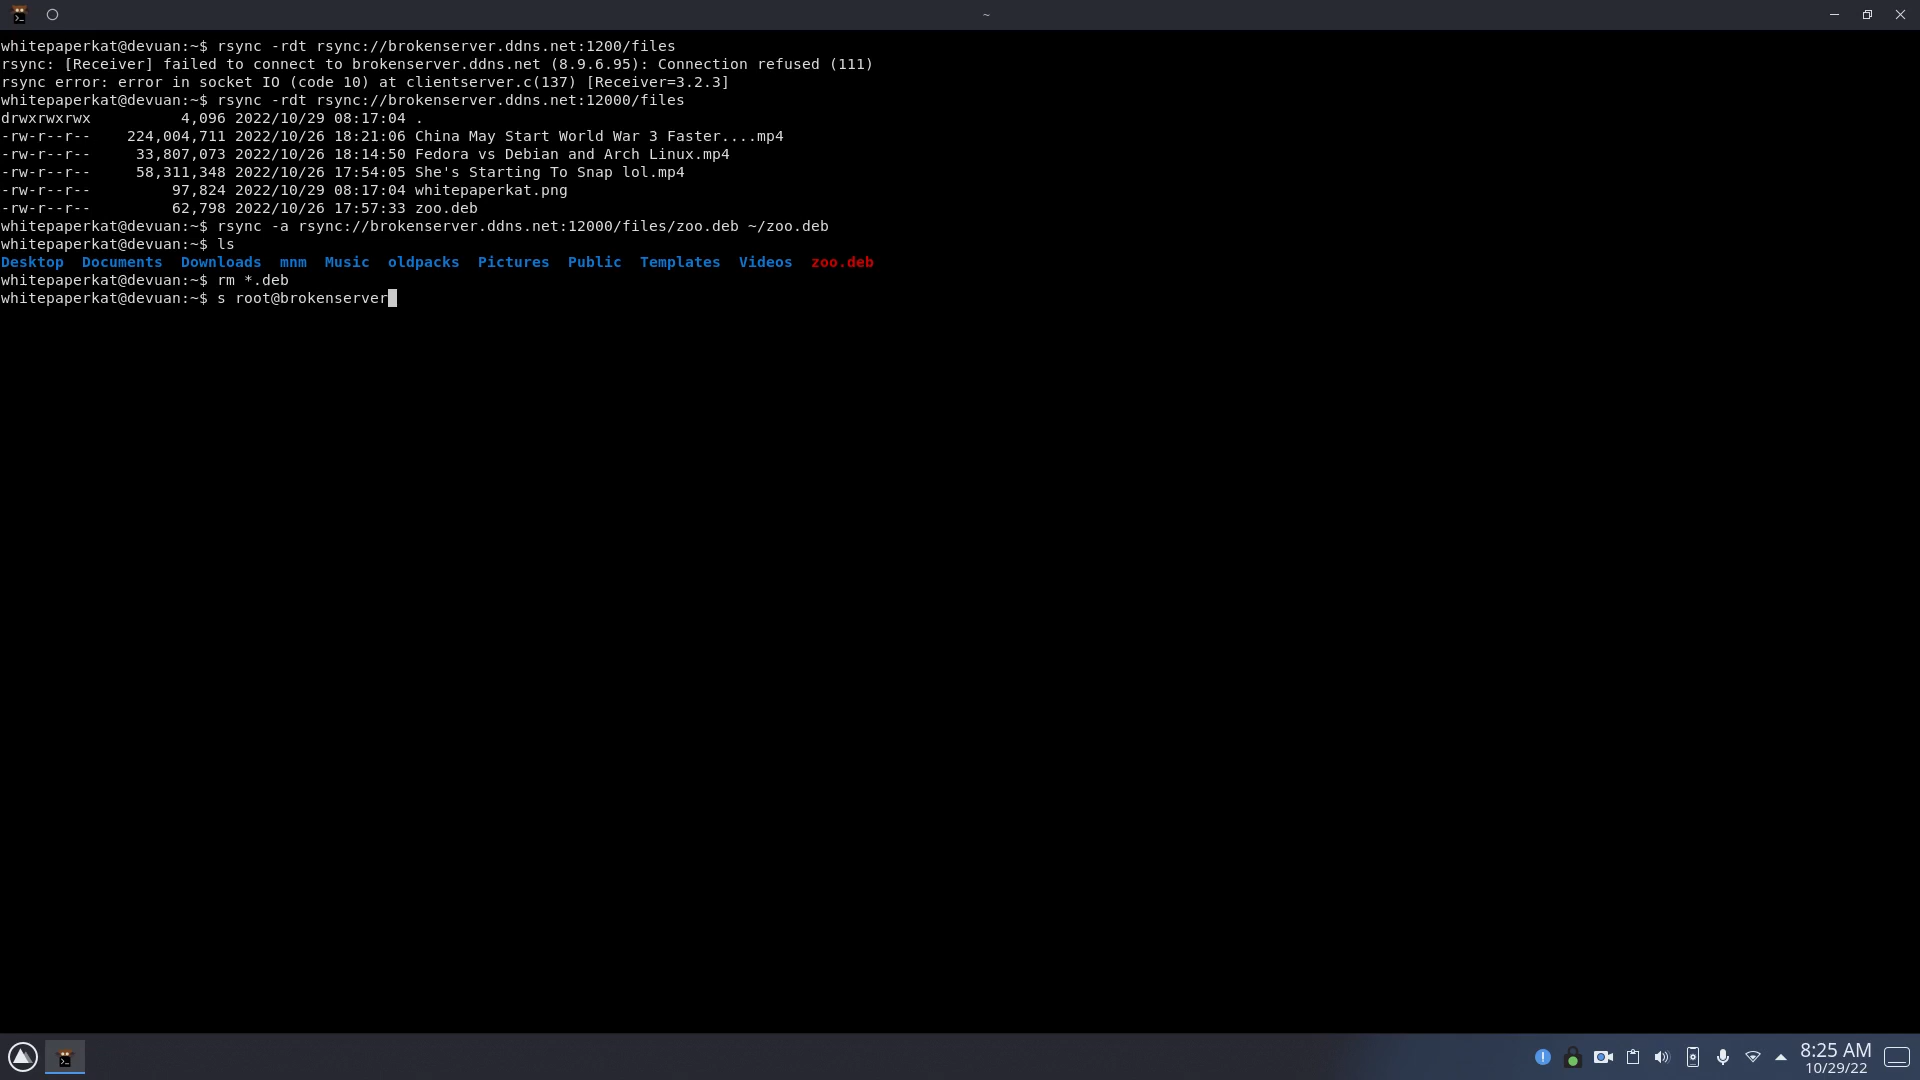 ~
whitepaperkat@devuan:~$ rsync -rdt rsync://brokenserver.ddns.net:1200/files
rsync: [Receiver] failed to connect to brokenserver.ddns.net (8.9.6.95): Connection refused (111)
rsync error: error in socket IO (code 10) at clientserver.c(137) [Receiver=3.2.3]
whitepaperkat@devuan:~$ rsync -rdt rsync://brokenserver.ddns.net:12000/files
drwxrwxrwx          4,096 2022/10/29 08:17:04 .
-rw-r--r--    224,004,711 2022/10/26 18:21:06 China May Start World War 3 Faster....mp4
-rw-r--r--     33,807,073 2022/10/26 18:14:50 Fedora vs Debian and Arch Linux.mp4
-rw-r--r--     58,311,348 2022/10/26 17:54:05 She's Starting To Snap lol.mp4
-rw-r--r--         97,824 2022/10/29 08:17:04 whitepaperkat.png
-rw-r--r--         62,798 2022/10/26 17:57:33 zoo.deb
whitepaperkat@devuan:~$ rsync -a rsync://brokenserver.ddns.net:12000/files/zoo.deb ~/zoo.deb
whitepaperkat@devuan:~$ ls
Desktop  Documents  Downloads  mnm  Music  oldpacks  Pictures  Public  Templates  Videos  zoo.deb
whitepaperkat@devuan:~$ rm *.deb
whitepaperkat@devuan:~$ s root@brokenserver
8:25 AM
10/29/22